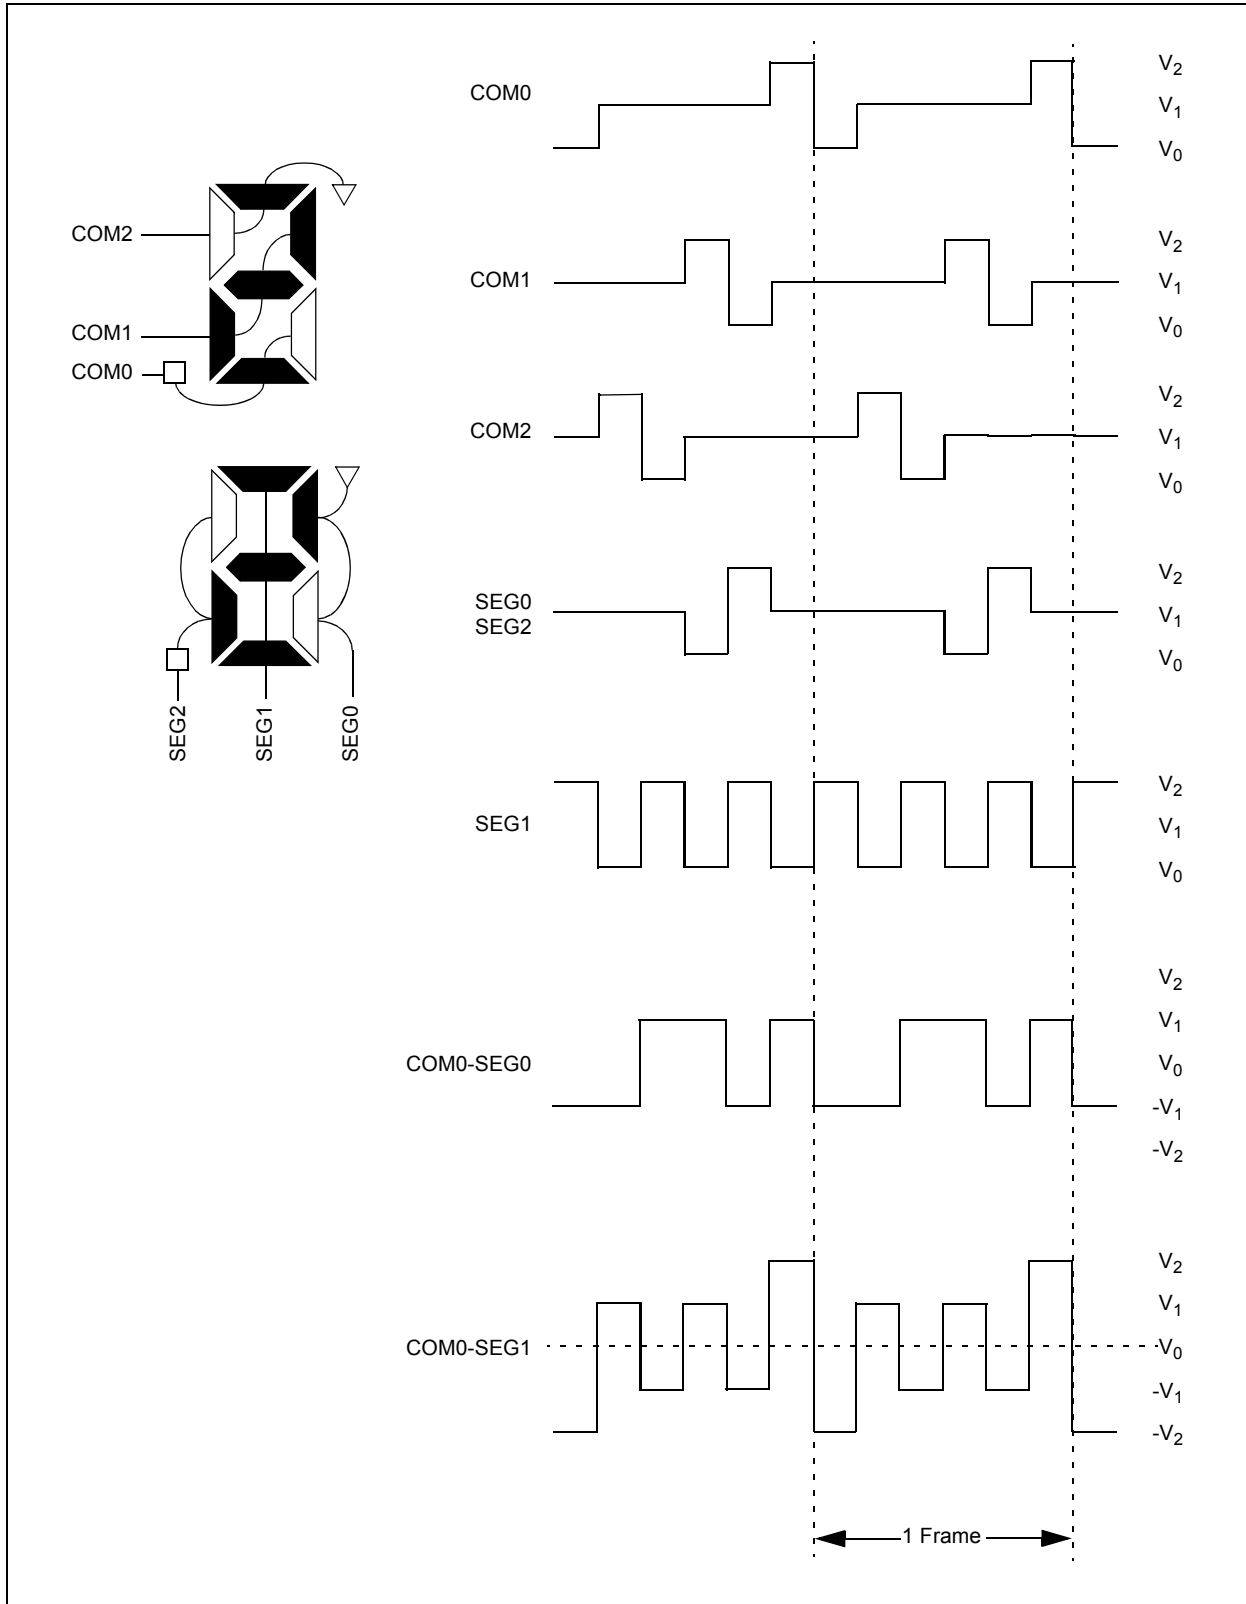 COM2
COM1
COM0
SEG2
SEG1
SEG0
COM0
V2
V1
V0
COM1
V2
V1
V0
COM2
V2
V1
V0
SEG0
SEG2
V2
V1
V0
SEG1
V2
V1
V0
COM0-SEG0
V2
V1
V0
-V1
-V2
COM0-SEG1
V2
V1
V0
-V1
-V2
1 Frame